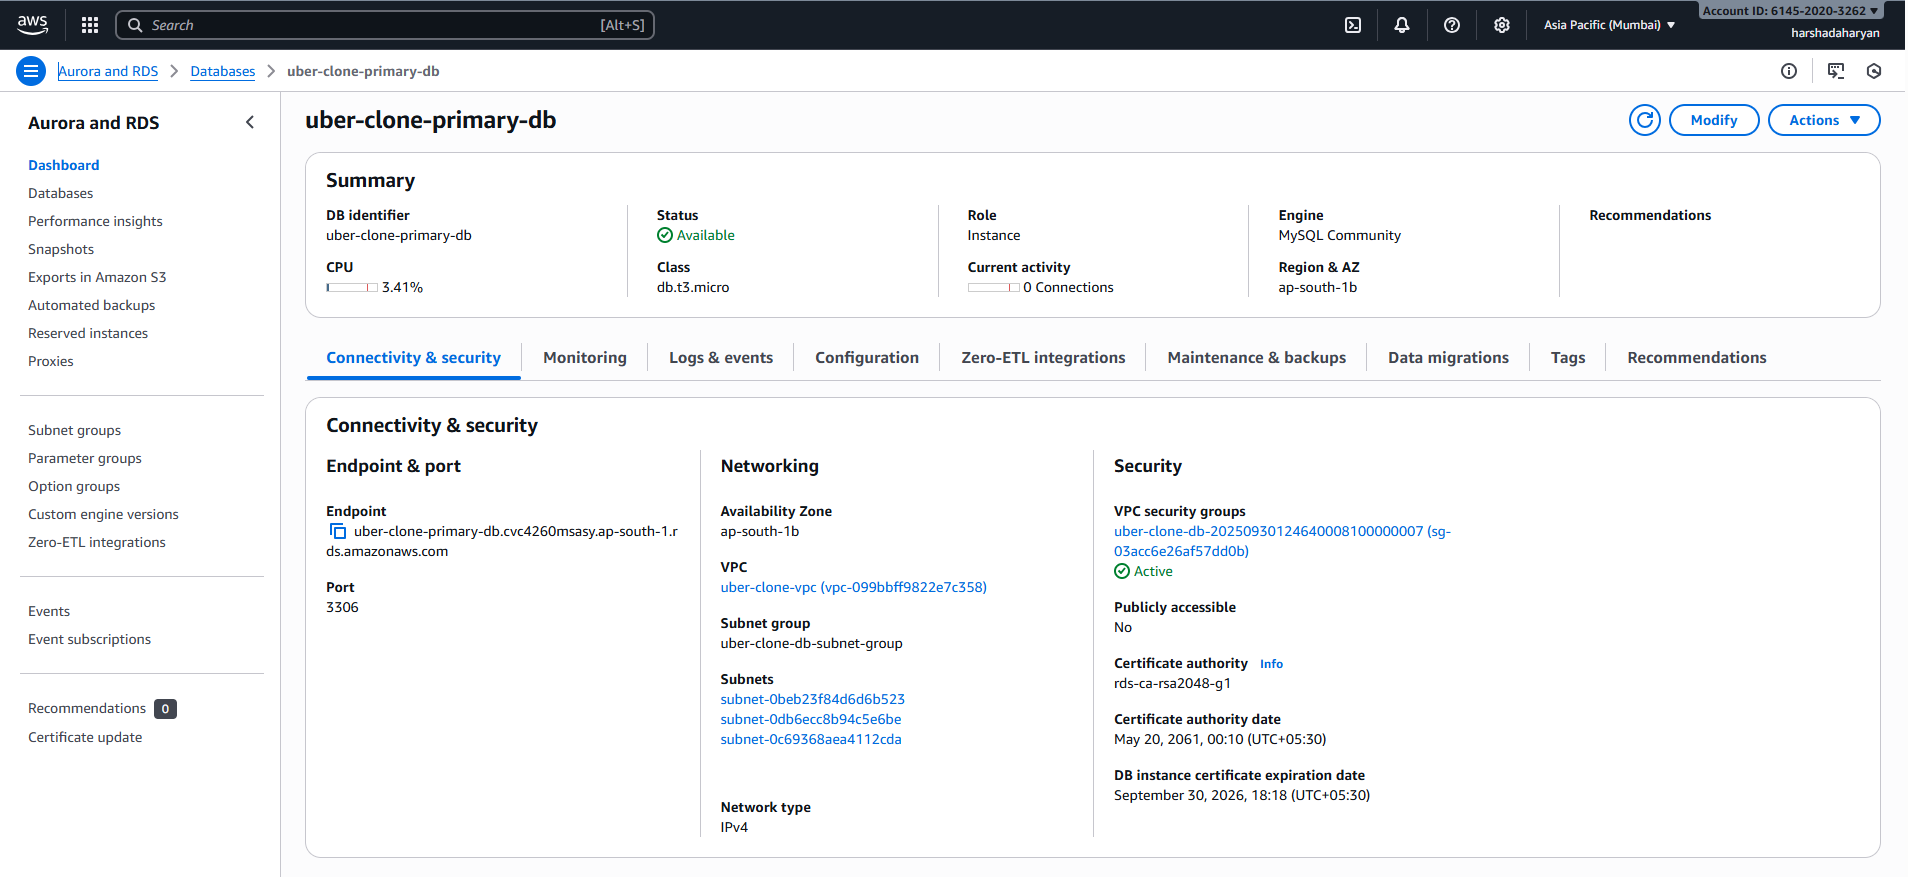 aws
Search
[Alt+S]
Asia Pacific (Mumbai)
Account ID: 6145-2020-3262
harshadaharyan
Aurora and RDS
Databases
uber-clone-primary-db
Aurora and RDS
Dashboard
Databases
Performance insights
Snapshots
Exports in Amazon S3
Automated backups
Reserved instances
Proxies
Subnet groups
Parameter groups
Option groups
Custom engine versions
Zero-ETL integrations
Events
Event subscriptions
Recommendations 0
Certificate update
uber-clone-primary-db
Modify
Actions
Summary
DB identifier
uber-clone-primary-db
CPU
3.41%
Status
Available
Class
db.t3.micro
Role
Instance
Current activity
0 Connections
Engine
MySQL Community
Region & AZ
ap-south-1b
Recommendations
Connectivity & security
Monitoring
Logs & events
Configuration
Zero-ETL integrations
Maintenance & backups
Data migrations
Tags
Recommendations
Connectivity & security
Endpoint & port
Endpoint
uber-clone-primary-db.cvc4260msasy.ap-south-1.r
ds.amazonaws.com
Port
3306
Networking
Availability Zone
ap-south-1b
VPC
uber-clone-vpc (vpc-099bbff9822e7c358)
Subnet group
uber-clone-db-subnet-group
Subnets
subnet-0beb23f84d6d6b523
subnet-0db6ecc8b94c5e6be
subnet-0c69368aea4112cda
Network type
IPv4
Security
VPC security groups
uber-clone-db-20250930124640008100000007 (sg-
03acc6e26af57dd0b)
Active
Publicly accessible
No
Certificate authority Info
rds-ca-rsa2048-g1
Certificate authority date
May 20, 2061, 00:10 (UTC+05:30)
DB instance certificate expiration date
September 30, 2026, 18:18 (UTC+05:30)